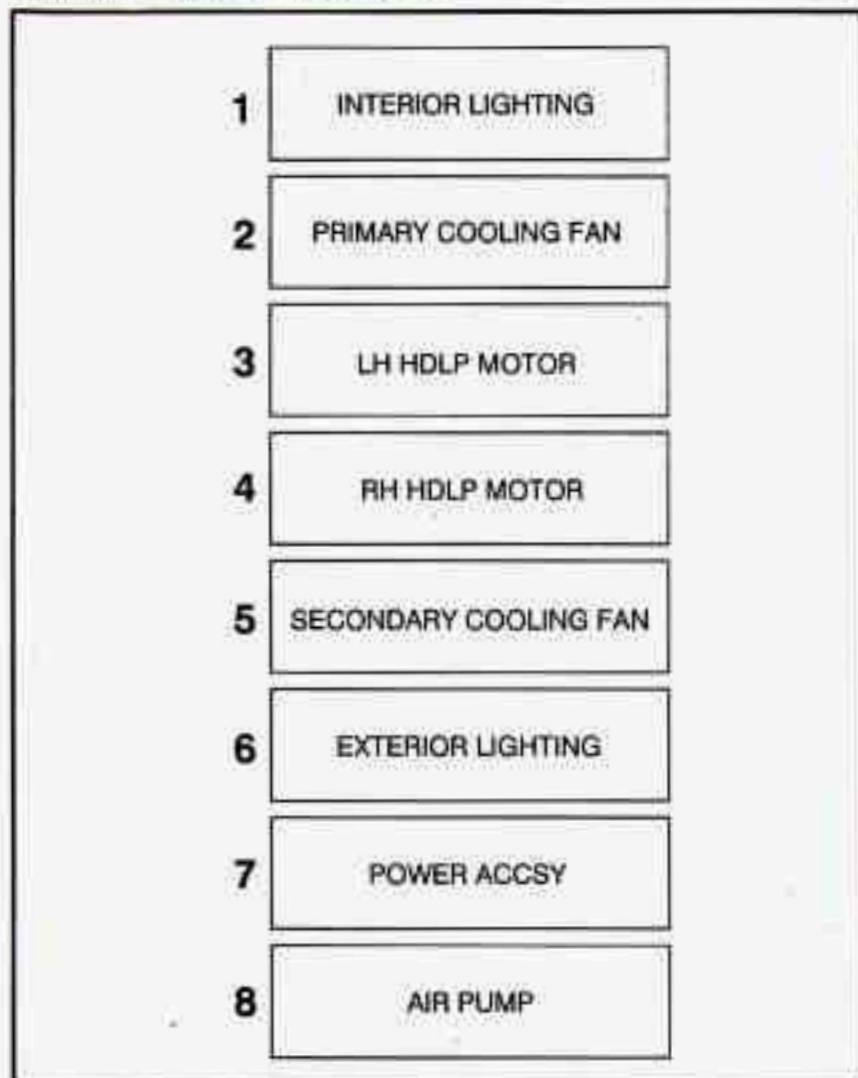 1 INTERIOR LIGHTING
2 PRIMARY COOLING FAN
3 LH HDLP MOTOR
4 RH HDLP MOTOR
5 SECONDARY COOLING FAN
6 EXTERIOR LIGHTING
7 POWER ACCSY
8 AIR PUMP